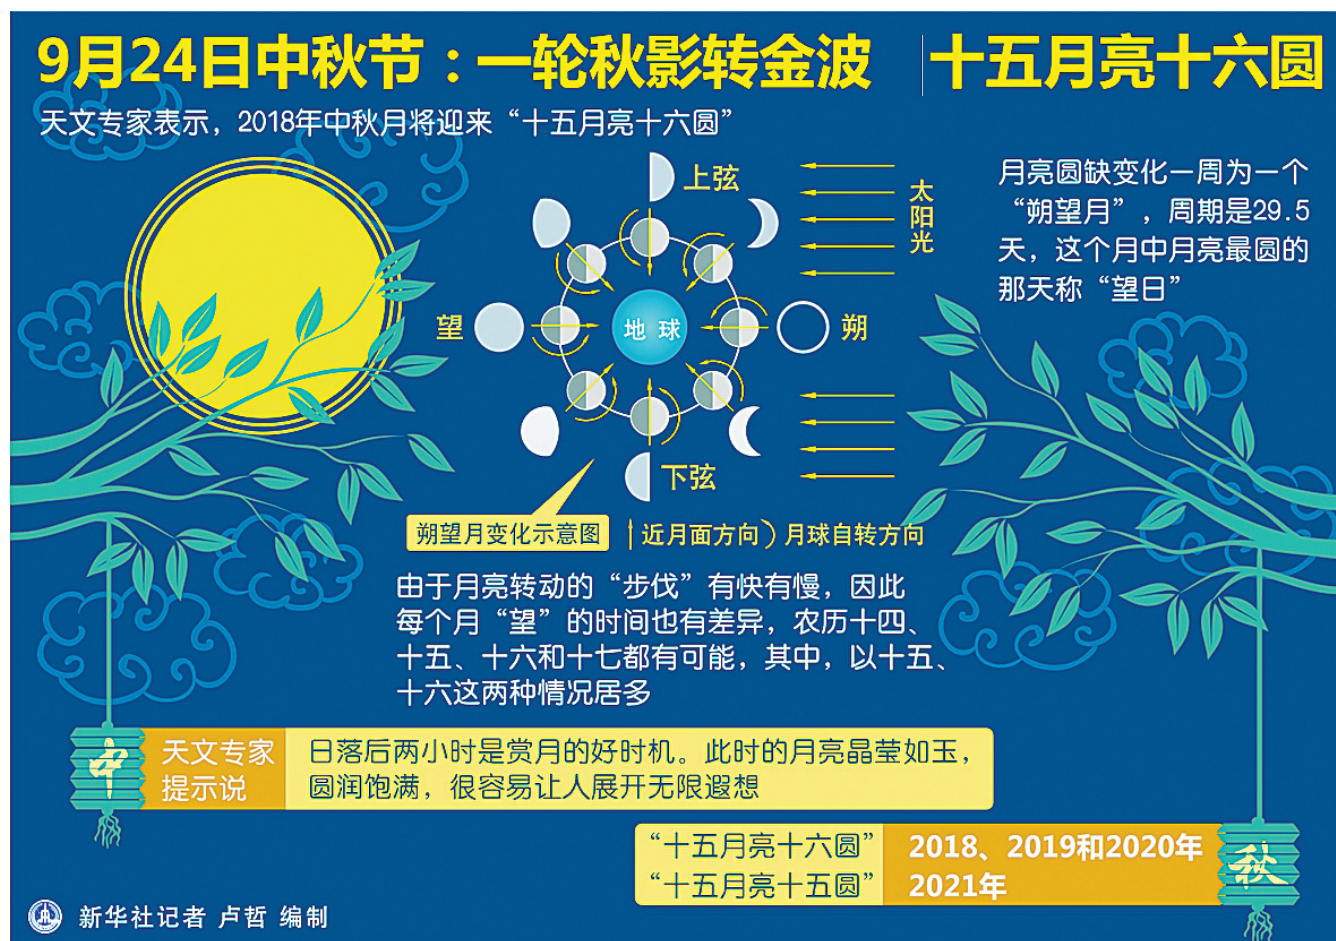 9月24日中秋节：一轮秋影转金波 十五月亮十六圆
天文专家表示，2018年中秋月将迎来“十五月亮十六圆”
上弦
太阳光
月亮圆缺变化一周为一个
“朔望月”，周期是29.5
天，这个月中月亮最圆的
那天称“望日”
望
地球
朔
下弦
朔望月变化示意图
近月面方向
月球自转方向
由于月亮转动的“步伐”有快有慢，因此
每个月“望”的时间也有差异，农历十四、
十五、十六和十七都有可能，其中，以十五、
十六这两种情况居多
中
天文专家
提示说
日落后两小时是赏月的好时机。此时的月亮晶莹如玉，
圆润饱满，很容易让人展开无限遐想
“十五月亮十六圆” 2018、2019和2020年
“十五月亮十五圆” 2021年
秋
新华社记者 卢哲 编制